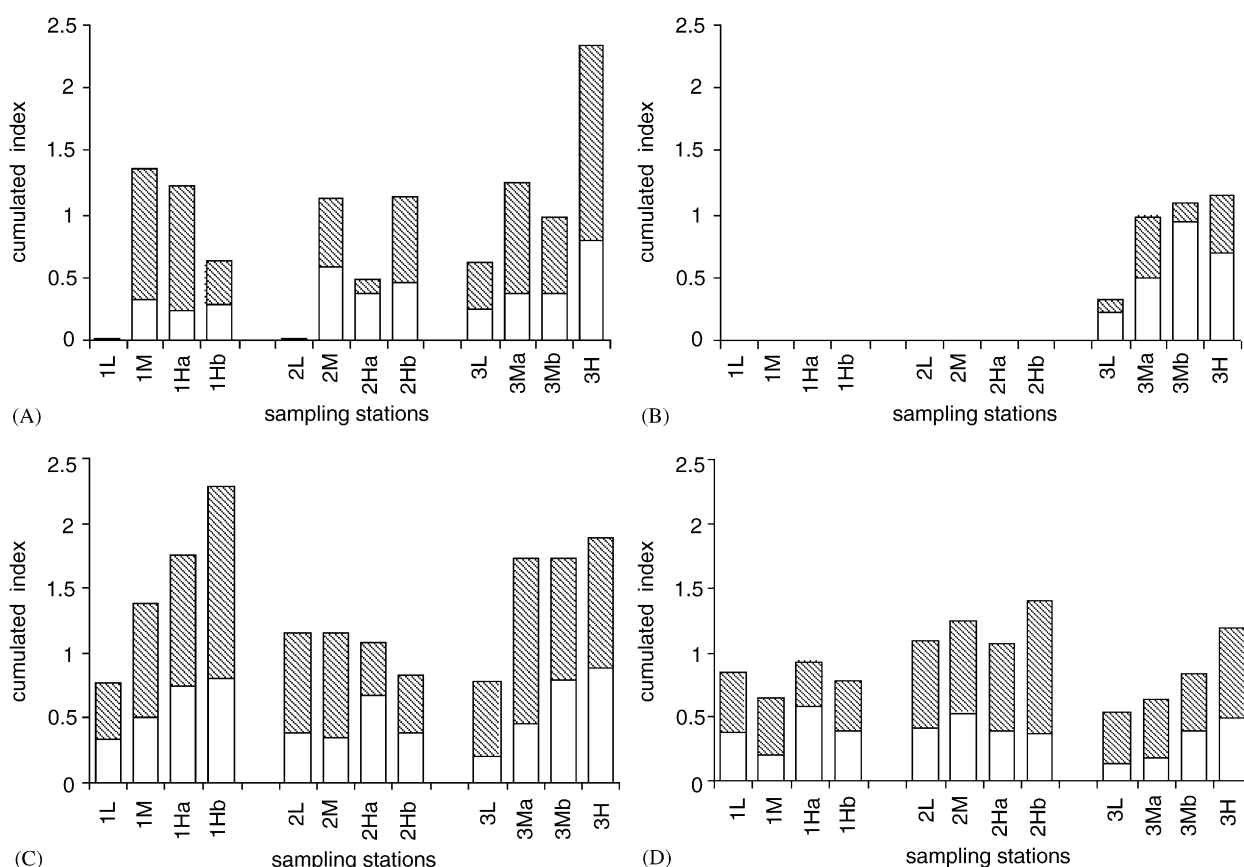 2.5
2
1.5
1
0.5
0
cumulated index
1L
1M
1Ha
1Hb
2L
2M
2Ha
2Hb
3L
3Ma
3Mb
3H
sampling stations
(A)
2.5
2
1.5
1
0.5
0
cumulated index
1L
1M
1Ha
1Hb
2L
2M
2Ha
2Hb
3L
3Ma
3Mb
3H
sampling stations
(B)
2.5
2
1.5
1
0.5
0
cumulated index
1L
1M
1Ha
1Hb
2L
2M
2Ha
2Hb
3L
3Ma
3Mb
3H
sampling stations
(C)
2.5
2
1.5
1
0.5
0
cumulated index
1L
1M
1Ha
1Hb
2L
2M
2Ha
2Hb
3L
3Ma
3Mb
3H
sampling stations
(D)